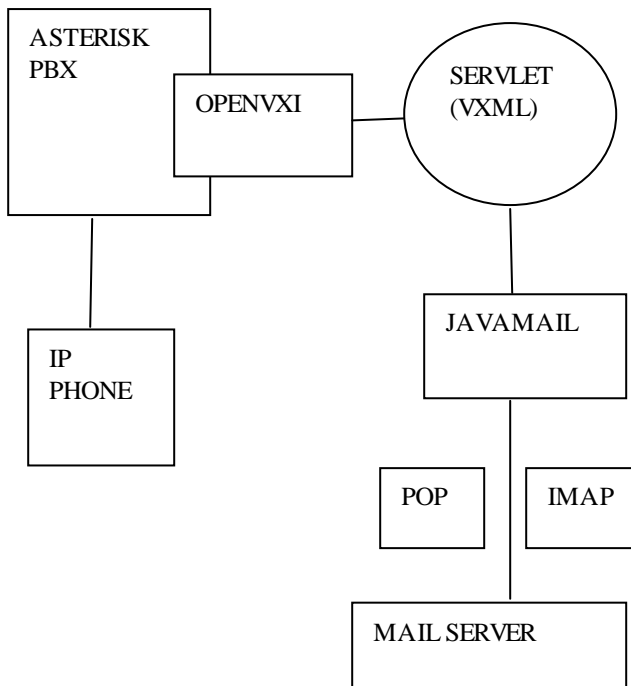 ASTERISK
PBX
OPENVXI
SERVLET
(VXML)
JAVAMAIL
IP
PHONE
POP
IMAP
MAIL SERVER